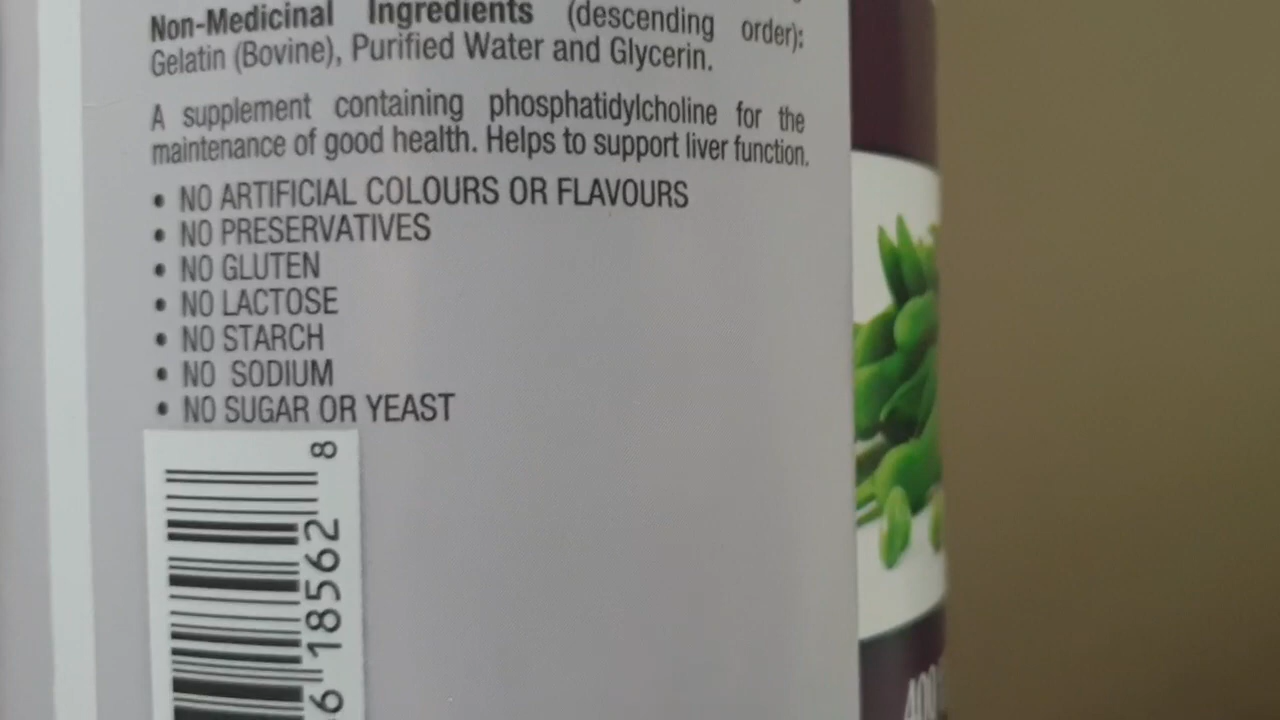 Non-Medicinal Ingredients (descending order):
Gelatin (Bovine), Purified Water and Glycerin.
A supplement containing phosphatidylcholine for the
maintenance of good health. Helps to support liver function.
• NO ARTIFICIAL COLOURS OR FLAVOURS
• NO PRESERVATIVES
• NO GLUTEN
• NO LACTOSE
• NO STARCH
• NO SODIUM
• NO SUGAR OR YEAST
6 18562 8